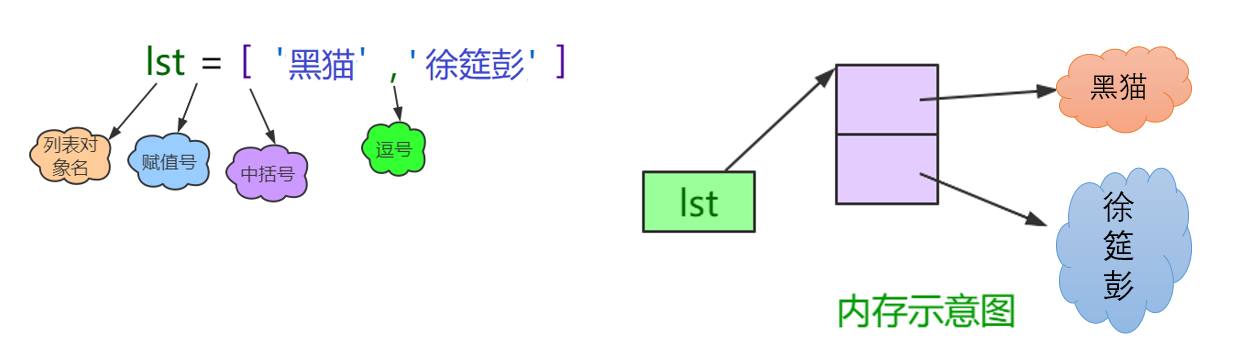 lst = [ '黑猫' , '徐筵彭' ]
列表对
象名
赋值号
中括号
逗号
lst
黑猫
徐
筵
彭
内存示意图